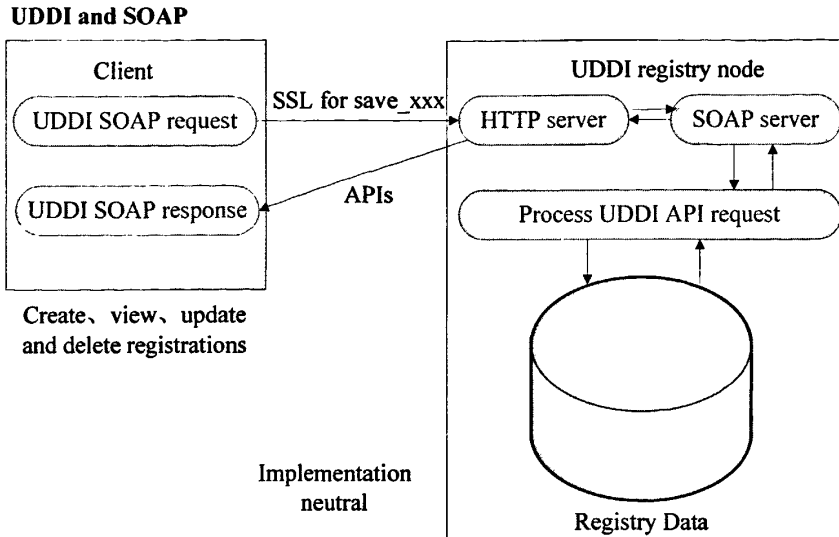 UDDI and SOAP
Client
UDDI SOAP request
UDDI SOAP response
Create、view、update
and delete registrations
SSL for save_xxx
APIs
Implementation
neutral
UDDI registry node
HTTP server
SOAP server
Process UDDI API request
Registry Data